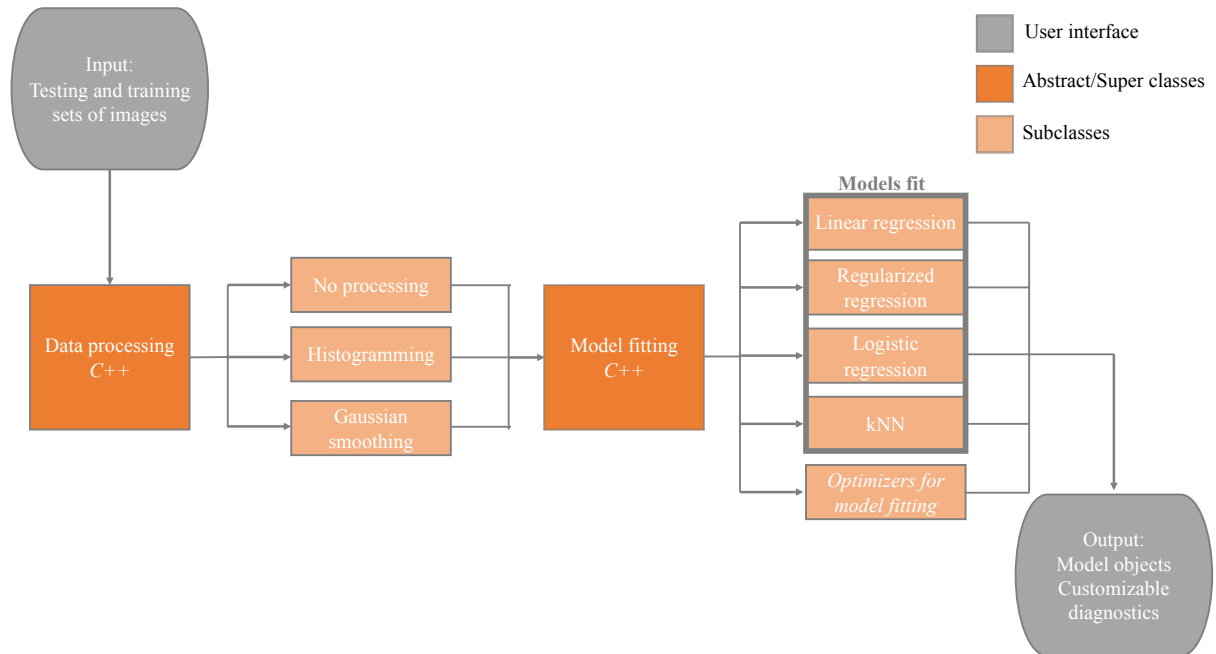 Input:
Testing and training
sets of images
User interface
Abstract/Super classes
Subclasses
Data processing
C++
No processing
Histogramming
Gaussian
smoothing
Model fitting
C++
Models fit
Linear regression
Regularized
regression
Logistic
regression
kNN
Optimizers for
model fitting
Output:
Model objects
Customizable
diagnostics